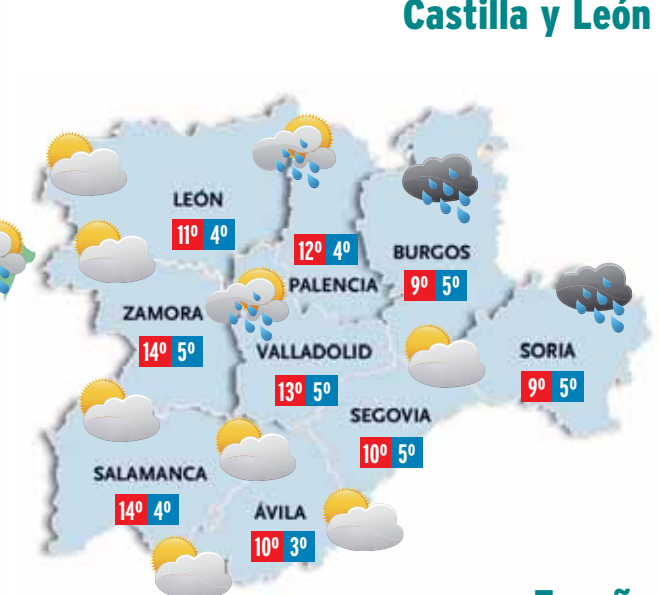 Castilla y León
LEÓN
11º 4º
12º 4º
PALENCIA
BURGOS
9º 5º
ZAMORA
14º 5º
VALLADOLID
13º 5º
SORIA
9º 5º
SEGOVIA
10º 5º
SALAMANCA
14º 4º
ÁVILA
10º 3º